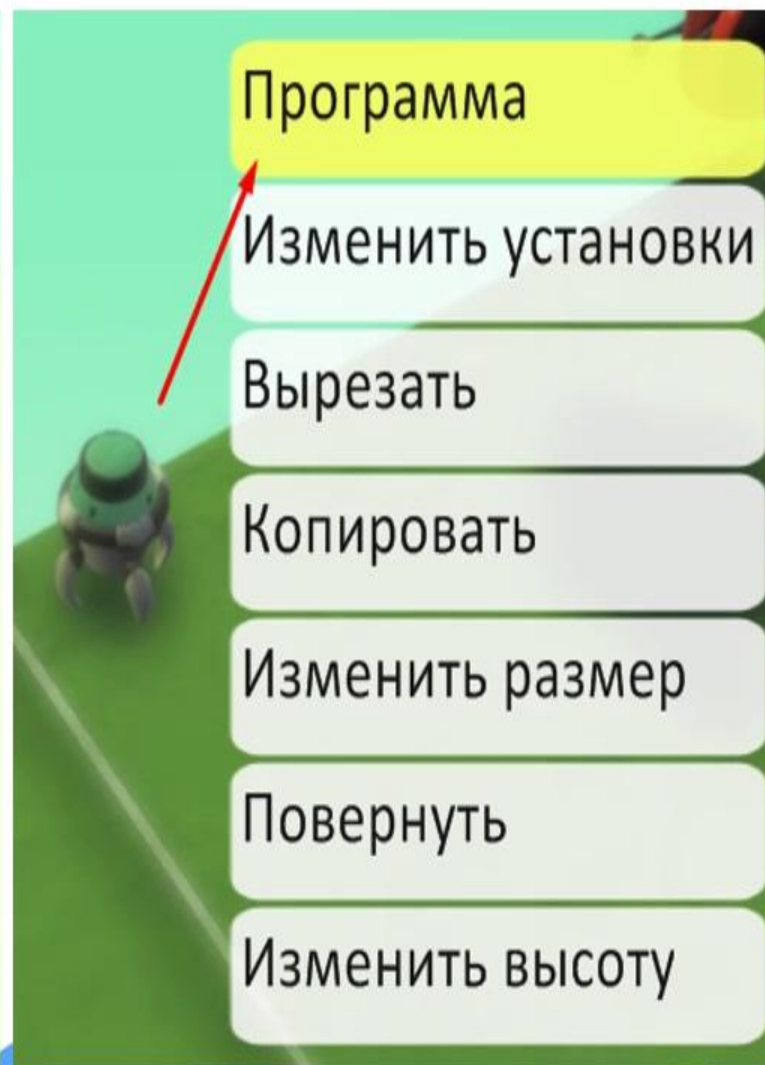 Программа
Изменить установки
Вырезать
Копировать
Изменить размер
Повернуть
Изменить высоту